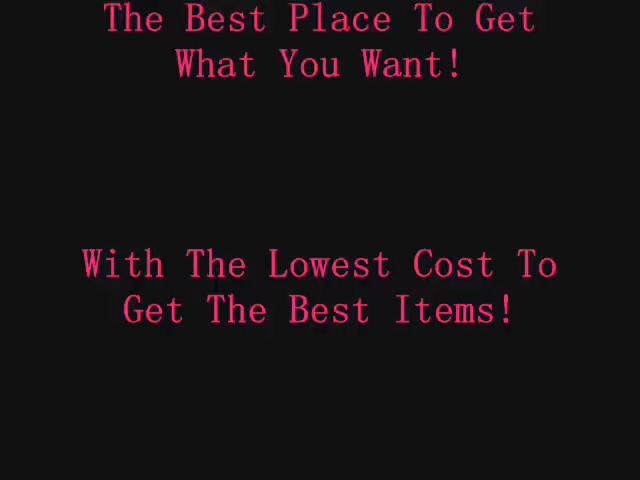 The Best Place To Get
What You Want!
With The Lowest Cost To
Get The Best Items!